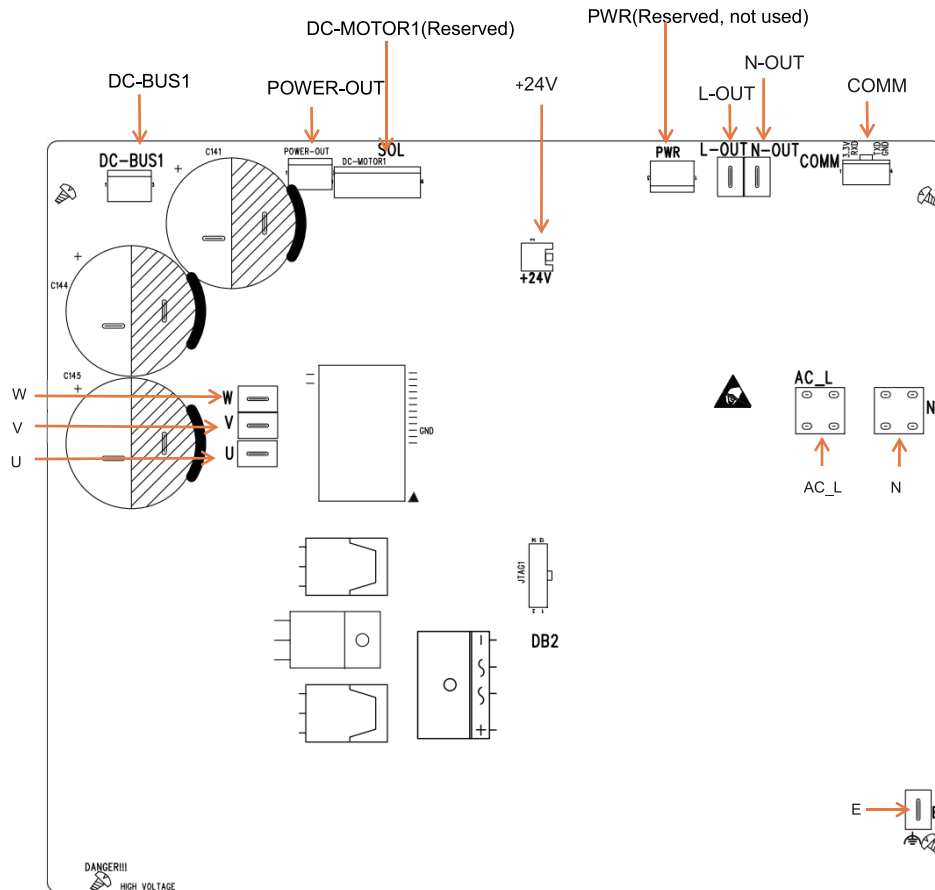 PWR(Reserved, not used)
DC-MOTOR1(Reserved)
N-OUT
DC-BUS1
POWER-OUT
+24V
L-OUT
COMM
DC-BUS1
C141
POWER-OUT
SOL
DC-MOTOR1
PWR
L-OUT
N-OUT
COMM
3.3V
RXD
TXD
GND
+24V
C144
C145
W
V
U
W
V
U
GND
AC_L
N
AC_L
N
JTAG1
DB2
E
DANGER!!!
HIGH VOLTAGE